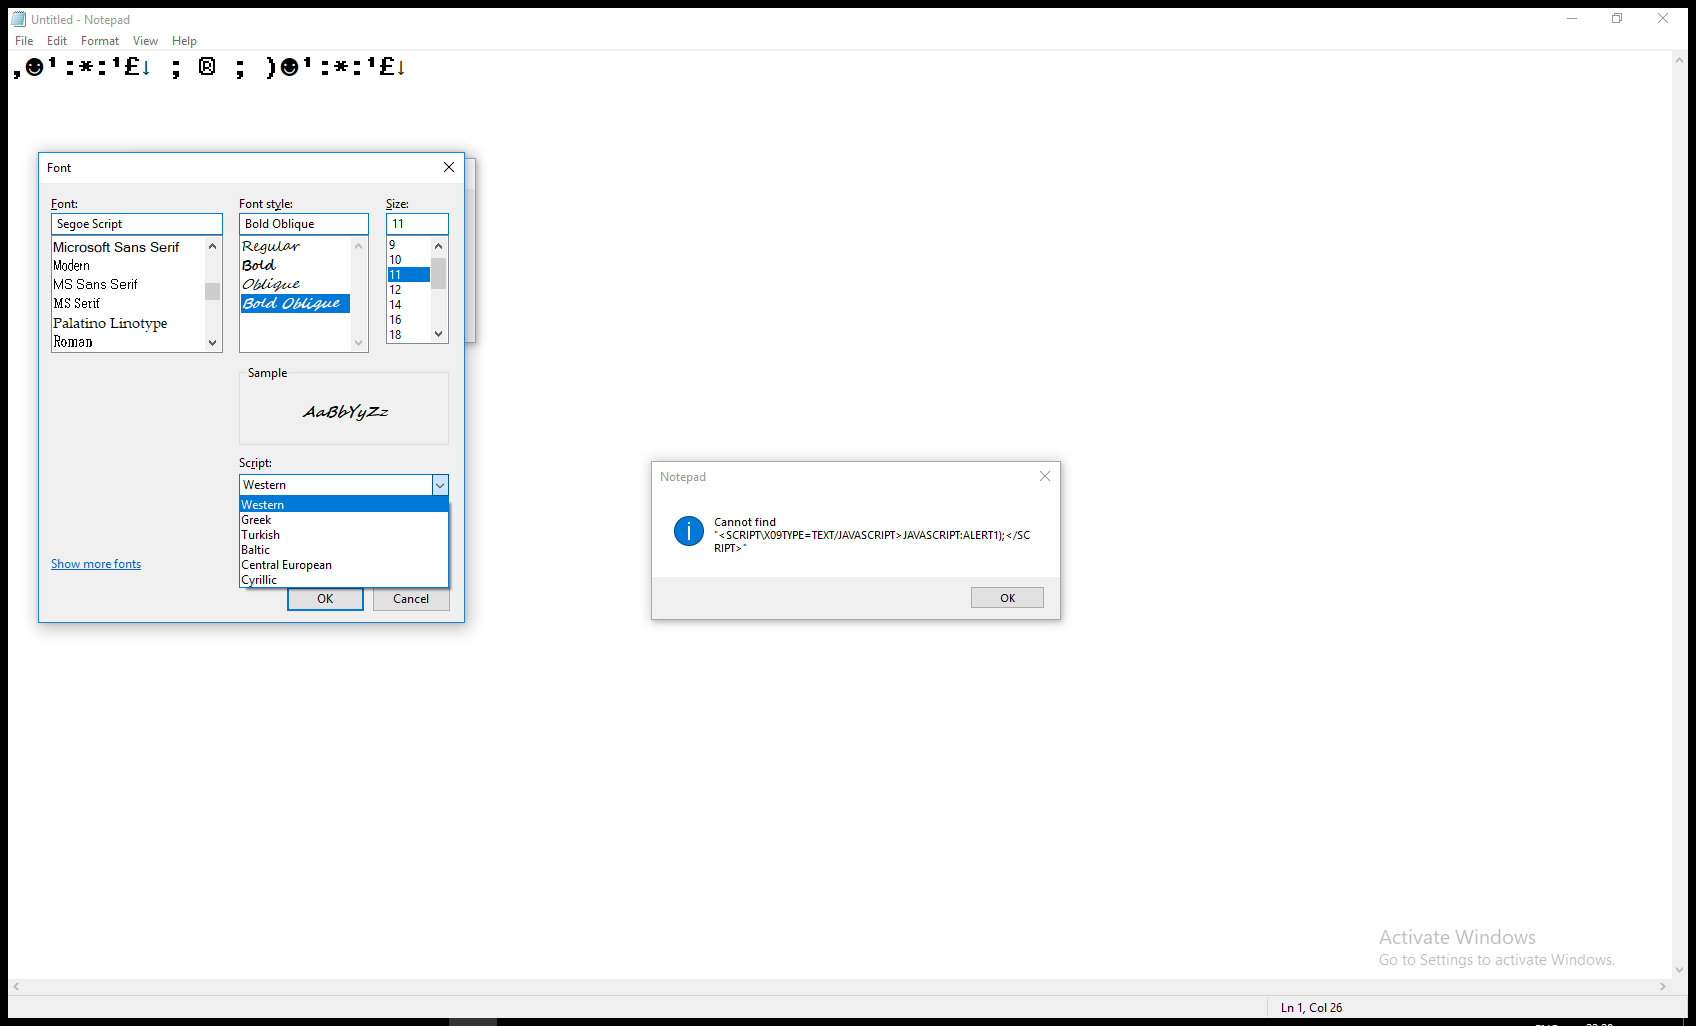 Untitled - Notepad
File Edit Format View Help
,☻¹:*:¹£↓ ; ® ; )☻¹:*:¹£↓
Font
Font: Font style: Size:
Segoe Script Bold Oblique 11
Microsoft Sans Serif
Modern
MS Sans Serif
MS Serif
Palatino Linotype
Roman
Regular
Bold
Oblique
Bold Oblique
9
10
11
12
14
16
18
Sample
AaBbYyZz
Script:
Western
Western
Greek
Turkish
Baltic
Central European
Cyrillic
Show more fonts
OK Cancel
Notepad
Cannot find
"<SCRIPT\X09TYPE=TEXT/JAVASCRIPT>JAVASCRIPT:ALERT1);</SC
RIPT>"
OK
Activate Windows
Go to Settings to activate Windows.
Ln 1, Col 26